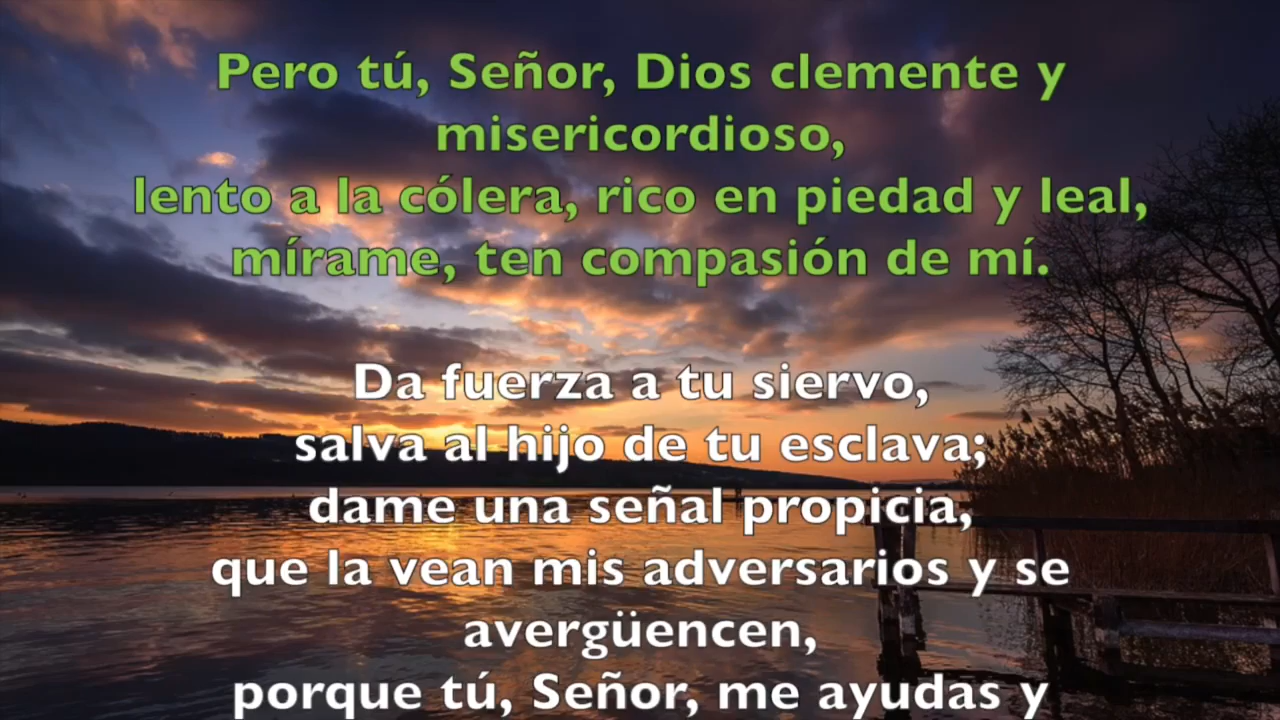 Pero tú, Señor, Dios clemente y
misericordioso,
lento a la cólera, rico en piedad y leal,
mírame, ten compasión de mí.
Da fuerza a tu siervo,
salva al hijo de tu esclava;
dame una señal propicia,
que la vean mis adversarios y se
avergüencen,
porque tú, Señor, me ayudas y